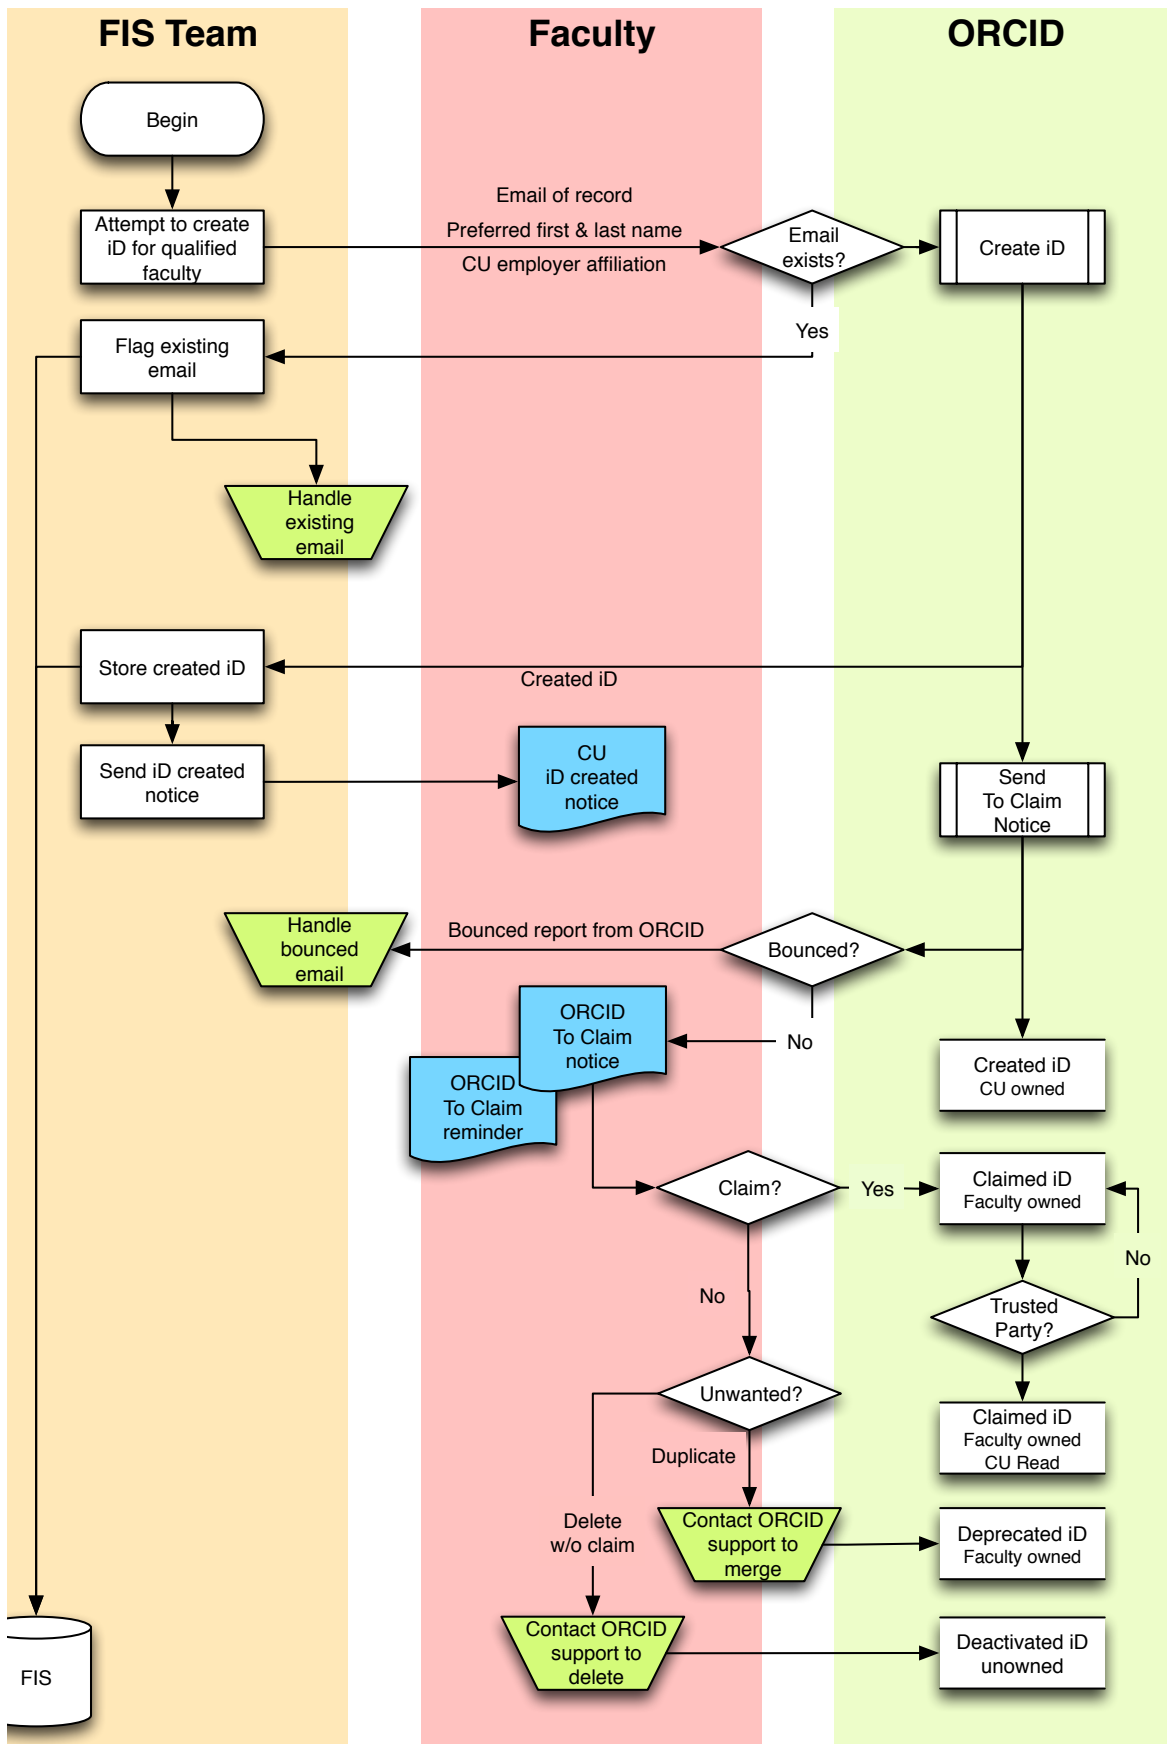 FIS Team
Faculty
ORCID
Begin
Attempt to create
iD for qualified
faculty
Email of record
Preferred first & last name
CU employer affiliation
Email
exists?
Create iD
Yes
Flag existing
email
Handle
existing
email
Store created iD
Created iD
Send iD created
notice
CU
iD created
notice
Send
To Claim
Notice
Handle
bounced
email
Bounced report from ORCID
Bounced?
No
ORCID
To Claim
notice
ORCID
To Claim
reminder
Created iD
CU owned
Claim?
Yes
Claimed iD
Faculty owned
No
No
Trusted
Party?
Unwanted?
Claimed iD
Faculty owned
CU Read
Duplicate
Delete
w/o claim
Contact ORCID
support to
merge
Deprecated iD
Faculty owned
Contact ORCID
support to
delete
Deactivated iD
unowned
FIS